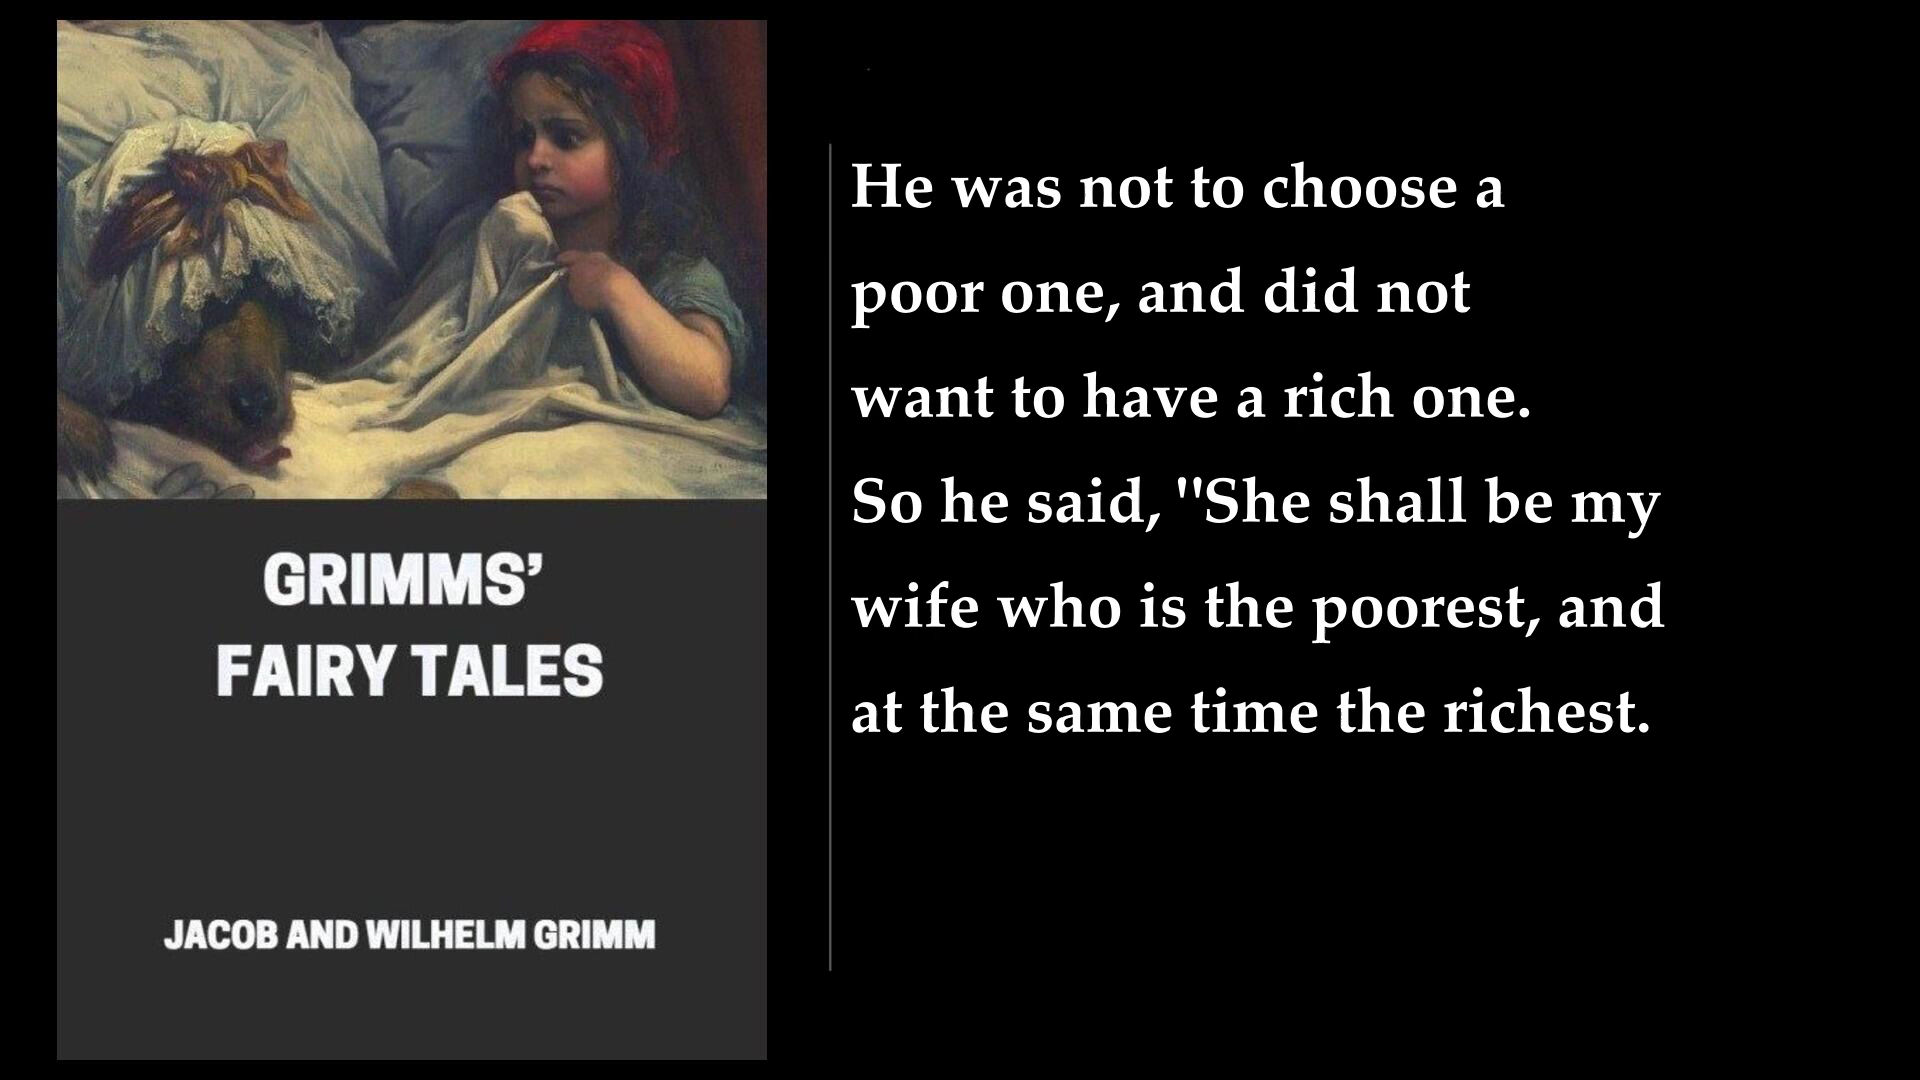 GRIMMS’
FAIRY TALES
JACOB AND WILHELM GRIMM
He was not to choose a
poor one, and did not
want to have a rich one.
So he said, "She shall be my
wife who is the poorest, and
at the same time the richest.